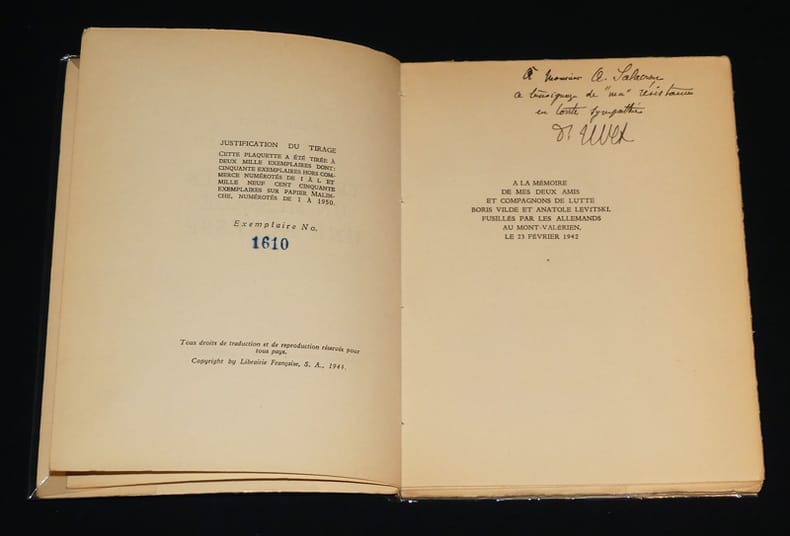 JUSTIFICATION DU TIRAGE
CETTE PLAQUETTE A ÉTÉ TIRÉE À
DEUX MILLE EXEMPLAIRES DONT:
CINQUANTE EXEMPLAIRES HORS COM-
MERCE NUMÉROTÉS DE I À L ET
MILLE NEUF CENT CINQUANTE
EXEMPLAIRES SUR PAPIER MALIN-
CHE, NUMÉROTÉS DE 1 À 1950.
Exemplaire No.
1610
Tous droits de traduction et de reproduction réservés pour
tous pays.
Copyright by Librairie Française, S. A., 1944.
À Monsieur A. Salacrou
a témoignage de "ma" résistance
en toute sympathie
A LA MÉMOIRE
DE MES DEUX AMIS
ET COMPAGNONS DE LUTTE
BORIS VILDE ET ANATOLE LEVITSKI,
FUSILLÉS PAR LES ALLEMANDS
AU MONT-VALÉRIEN,
LE 23 FÉVRIER 1942